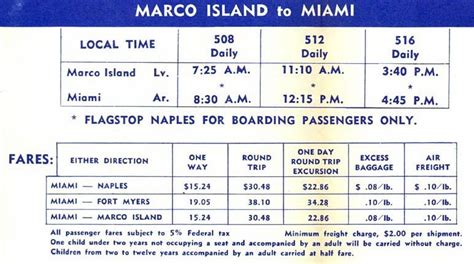 MARCO ISLAND to MIAMI
LOCAL TIME 508 Daily 512 Daily 516 Daily
Marco Island Lv. 7:25 A.M. 11:10 A.M. 3:40 P.M.
* * *
Miami Ar. 8:30 A.M. 12:15 P.M. 4:45 P.M.
* FLAGSTOP NAPLES FOR BOARDING PASSENGERS ONLY.
FARES: EITHER DIRECTION ONE WAY ROUND TRIP ONE DAY ROUND TRIP EXCURSION EXCESS BAGGAGE AIR FREIGHT
MIAMI — NAPLES $15.24 $30.48 $22.86 $ .08/lb. $ .10/lb.
MIAMI — FORT MYERS 19.05 38.10 34.28 .08/lb. .10/lb.
MIAMI — MARCO ISLAND 15.24 30.48 22.86 .08/lb. .10/lb.
All passenger fares subject to 5% Federal tax Minimum freight charge, $2.00 per shipment.
One child under two years not occupying a seat and accompanied by an adult will be carried without charge.
Children from two to twelve years accompanied by an adult carried at half fare.